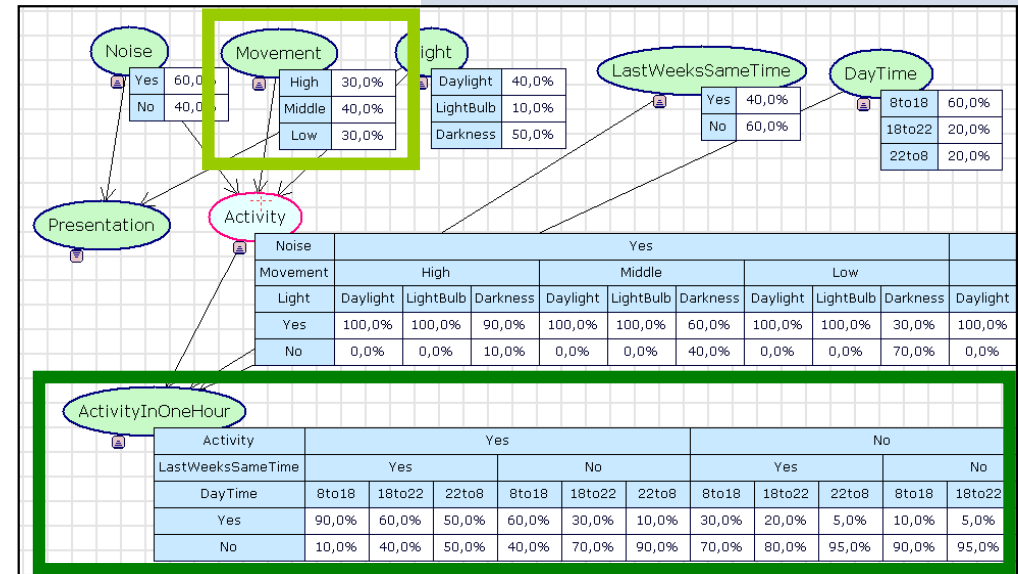 Noise
Movement
ight
LastWeeksSameTime
DayTime
Yes 60,0
No 40,0
High 30,0%
Middle 40,0%
Low 30,0%
Daylight 40,0%
LightBulb 10,0%
Darkness 50,0%
Yes 40,0%
No 60,0%
8to18 60,0%
18to22 20,0%
22to8 20,0%
Presentation
Activity
Noise Yes
Movement High Middle Low
Light Daylight LightBulb Darkness Daylight LightBulb Darkness Daylight LightBulb Darkness Daylight
Yes 100,0% 100,0% 90,0% 100,0% 100,0% 60,0% 100,0% 100,0% 30,0% 100,0%
No 0,0% 0,0% 10,0% 0,0% 0,0% 40,0% 0,0% 0,0% 70,0% 0,0%
ActivityInOneHour
Activity Yes No
LastWeeksSameTime Yes No Yes No
DayTime 8to18 18to22 22to8 8to18 18to22 22to8 8to18 18to22 22to8 8to18 18to22
Yes 90,0% 60,0% 50,0% 60,0% 30,0% 10,0% 30,0% 20,0% 5,0% 10,0% 5,0%
No 10,0% 40,0% 50,0% 40,0% 70,0% 90,0% 70,0% 80,0% 95,0% 90,0% 95,0%